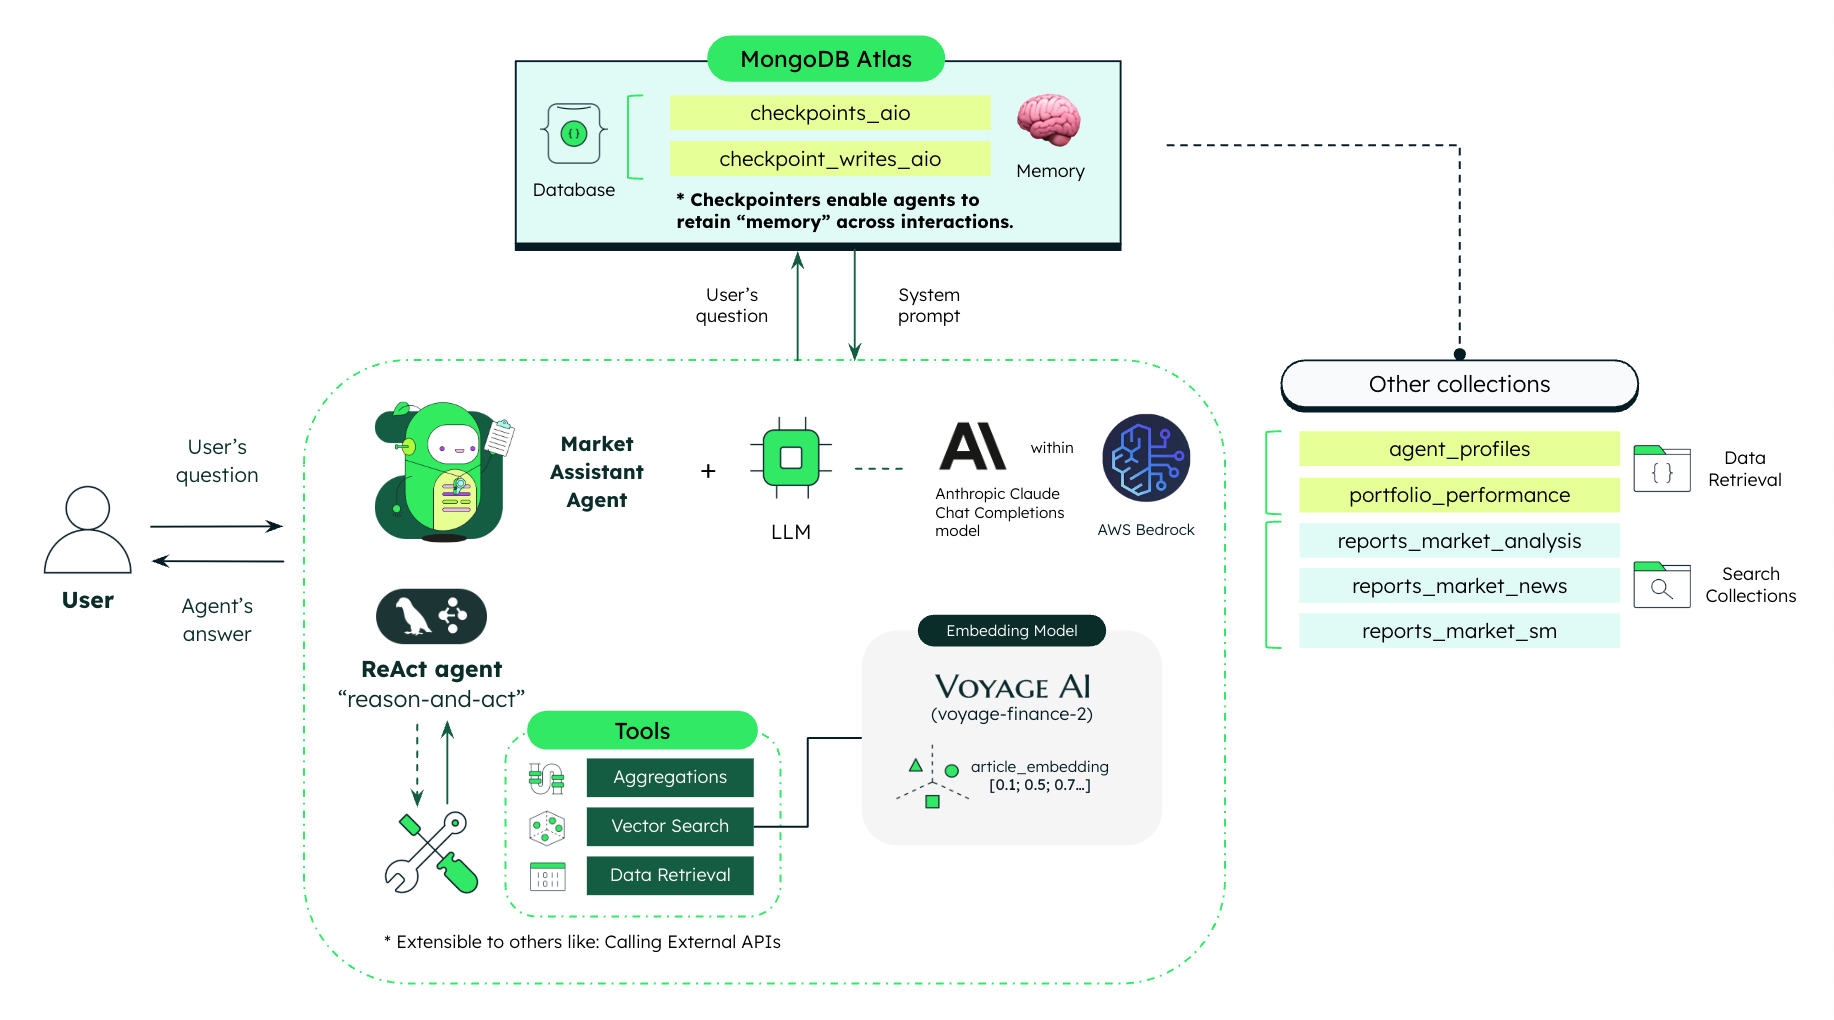 MongoDB Atlas
checkpoints_aio
checkpoint_writes_aio
Database
Memory
* Checkpointers enable agents to
retain “memory” across interactions.
User’s
question
System
prompt
User’s
question
Agent’s
answer
User
Market
Assistant
Agent
+
LLM
AI
within
Anthropic Claude
Chat Completions
model
AWS Bedrock
ReAct agent
“reason-and-act”
Tools
Aggregations
Vector Search
Data Retrieval
1011
1011
* Extensible to others like: Calling External APIs
Embedding Model
VOYAGE AI
(voyage-finance-2)
article_embedding
[0.1; 0.5; 0.7...]
Other collections
agent_profiles
portfolio_performance
reports_market_analysis
reports_market_news
reports_market_sm
{ }
Data
Retrieval
Search
Collections